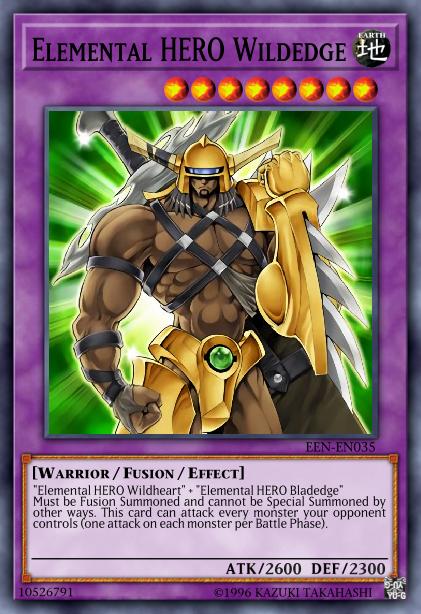 Elemental HERO Wildedge
EARTH
地
EEN-EN035
[Warrior / Fusion / Effect]
"Elemental HERO Wildheart" + "Elemental HERO Bladedge"
Must be Fusion Summoned and cannot be Special Summoned by
other ways. This card can attack every monster your opponent
controls (one attack on each monster per Battle Phase).
ATK/2600 DEF/2300
10526791
©1996 KAZUKI TAKAHASHI